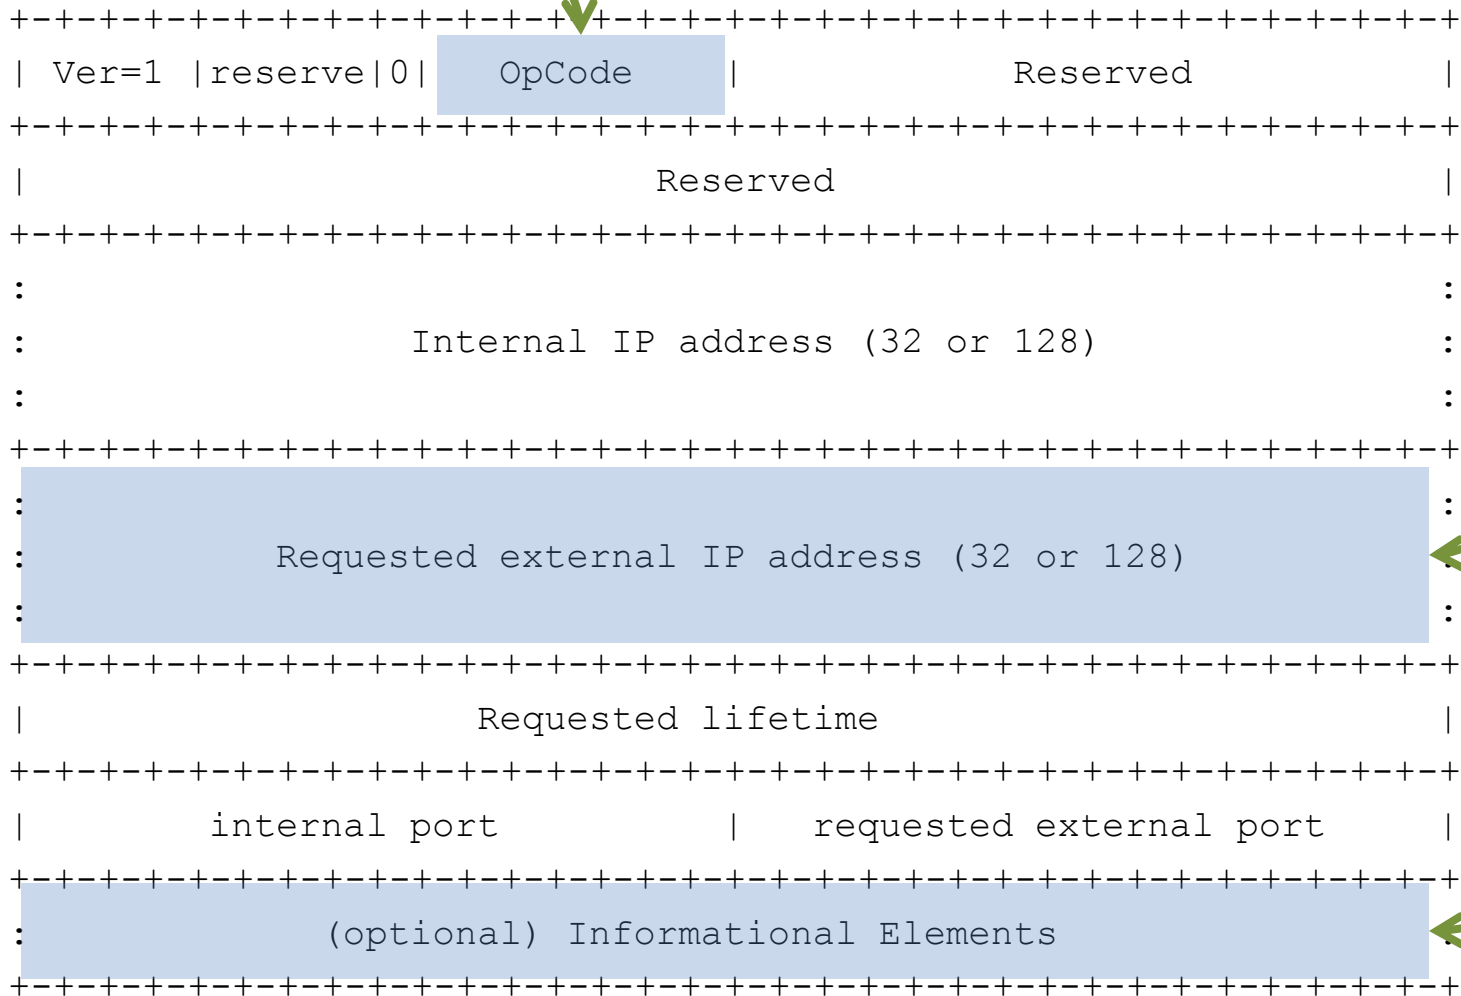 +-+-+-+-+-+-+-+-+-+-+-+-+-+-+-+-+-+-+-+-+-+-+-+-+-+-+-+-+-+-+-+-+
| Ver=1 |reserve|0| OpCode | Reserved |
+-+-+-+-+-+-+-+-+-+-+-+-+-+-+-+-+-+-+-+-+-+-+-+-+-+-+-+-+-+-+-+-+
| Reserved |
+-+-+-+-+-+-+-+-+-+-+-+-+-+-+-+-+-+-+-+-+-+-+-+-+-+-+-+-+-+-+-+-+
: :
: Internal IP address (32 or 128) :
: :
+-+-+-+-+-+-+-+-+-+-+-+-+-+-+-+-+-+-+-+-+-+-+-+-+-+-+-+-+-+-+-+-+
: :
: Requested external IP address (32 or 128) :
: :
+-+-+-+-+-+-+-+-+-+-+-+-+-+-+-+-+-+-+-+-+-+-+-+-+-+-+-+-+-+-+-+-+
| Requested lifetime |
+-+-+-+-+-+-+-+-+-+-+-+-+-+-+-+-+-+-+-+-+-+-+-+-+-+-+-+-+-+-+-+-+
| internal port | requested external port |
+-+-+-+-+-+-+-+-+-+-+-+-+-+-+-+-+-+-+-+-+-+-+-+-+-+-+-+-+-+-+-+-+
: (optional) Informational Elements :
+-+-+-+-+-+-+-+-+-+-+-+-+-+-+-+-+-+-+-+-+-+-+-+-+-+-+-+-+-+-+-+-+